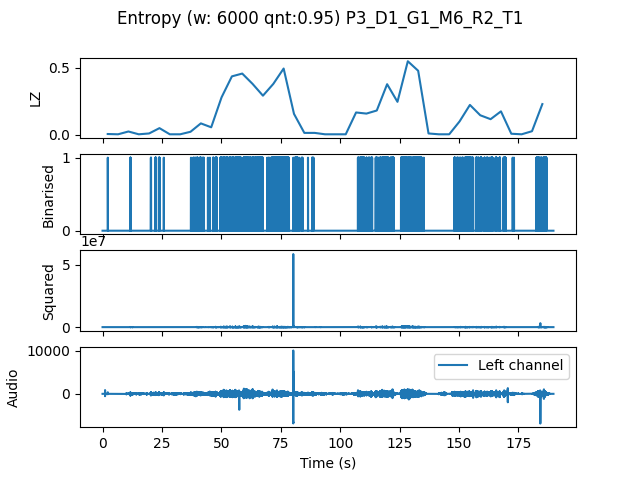 Entropy (w: 6000 qnt:0.95) P3_D1_G1_M6_R2_T1
LZ
0.5
0.0
Binarised
1
0
1e7
Squared
5
0
Audio
10000
0
Left channel
0 25 50 75 100 125 150 175
Time (s)